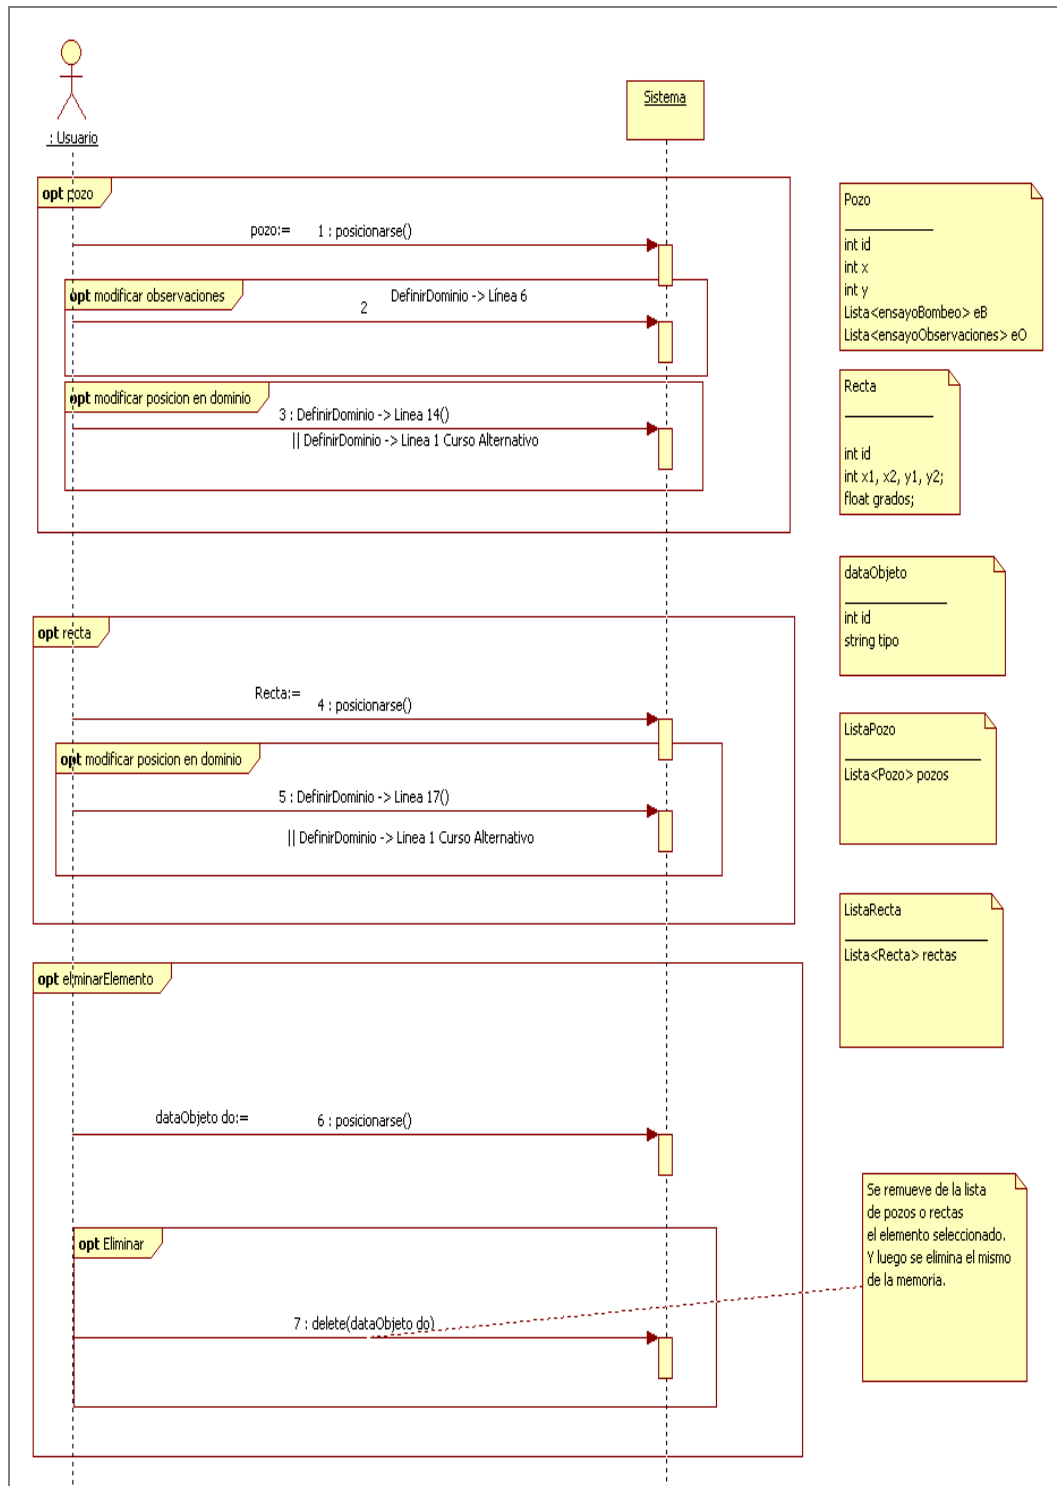 : Usuario
Sistema
opt pozo
pozo:= 1 : posicionarse()
opt modificar observaciones
DefinirDominio -> Línea 6
2
opt modificar posicion en dominio
3 : DefinirDominio -> Linea 14()
|| DefinirDominio -> Linea 1 Curso Alternativo
opt recta
Recta:= 4 : posicionarse()
opt modificar posicion en dominio
5 : DefinirDominio -> Linea 17()
|| DefinirDominio -> Linea 1 Curso Alternativo
opt eliminarElemento
dataObjeto do:= 6 : posicionarse()
opt Eliminar
7 : delete(dataObjeto do)
Pozo
int id
int x
int y
Lista<ensayoBombeo> eB
Lista<ensayoObservaciones> eO
Recta
int id
int x1, x2, y1, y2;
float grados;
dataObjeto
int id
string tipo
ListaPozo
Lista<Pozo> pozos
ListaRecta
Lista<Recta> rectas
Se remueve de la lista
de pozos o rectas
el elemento seleccionado.
Y luego se elimina el mismo
de la memoria.